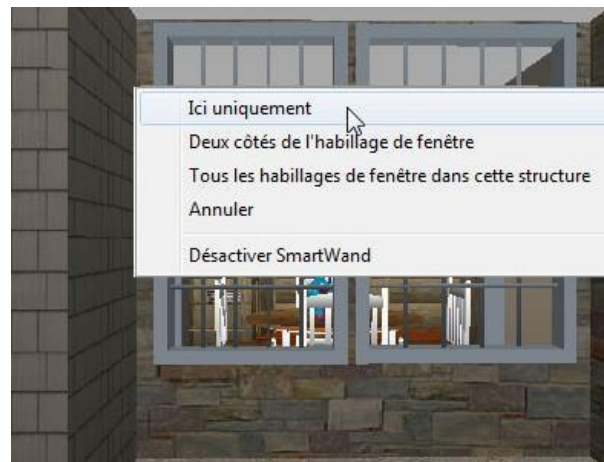 Ici uniquement
Deux côtés de l'habillage de fenêtre
Tous les habillages de fenêtre dans cette structure
Annuler
Désactiver SmartWand